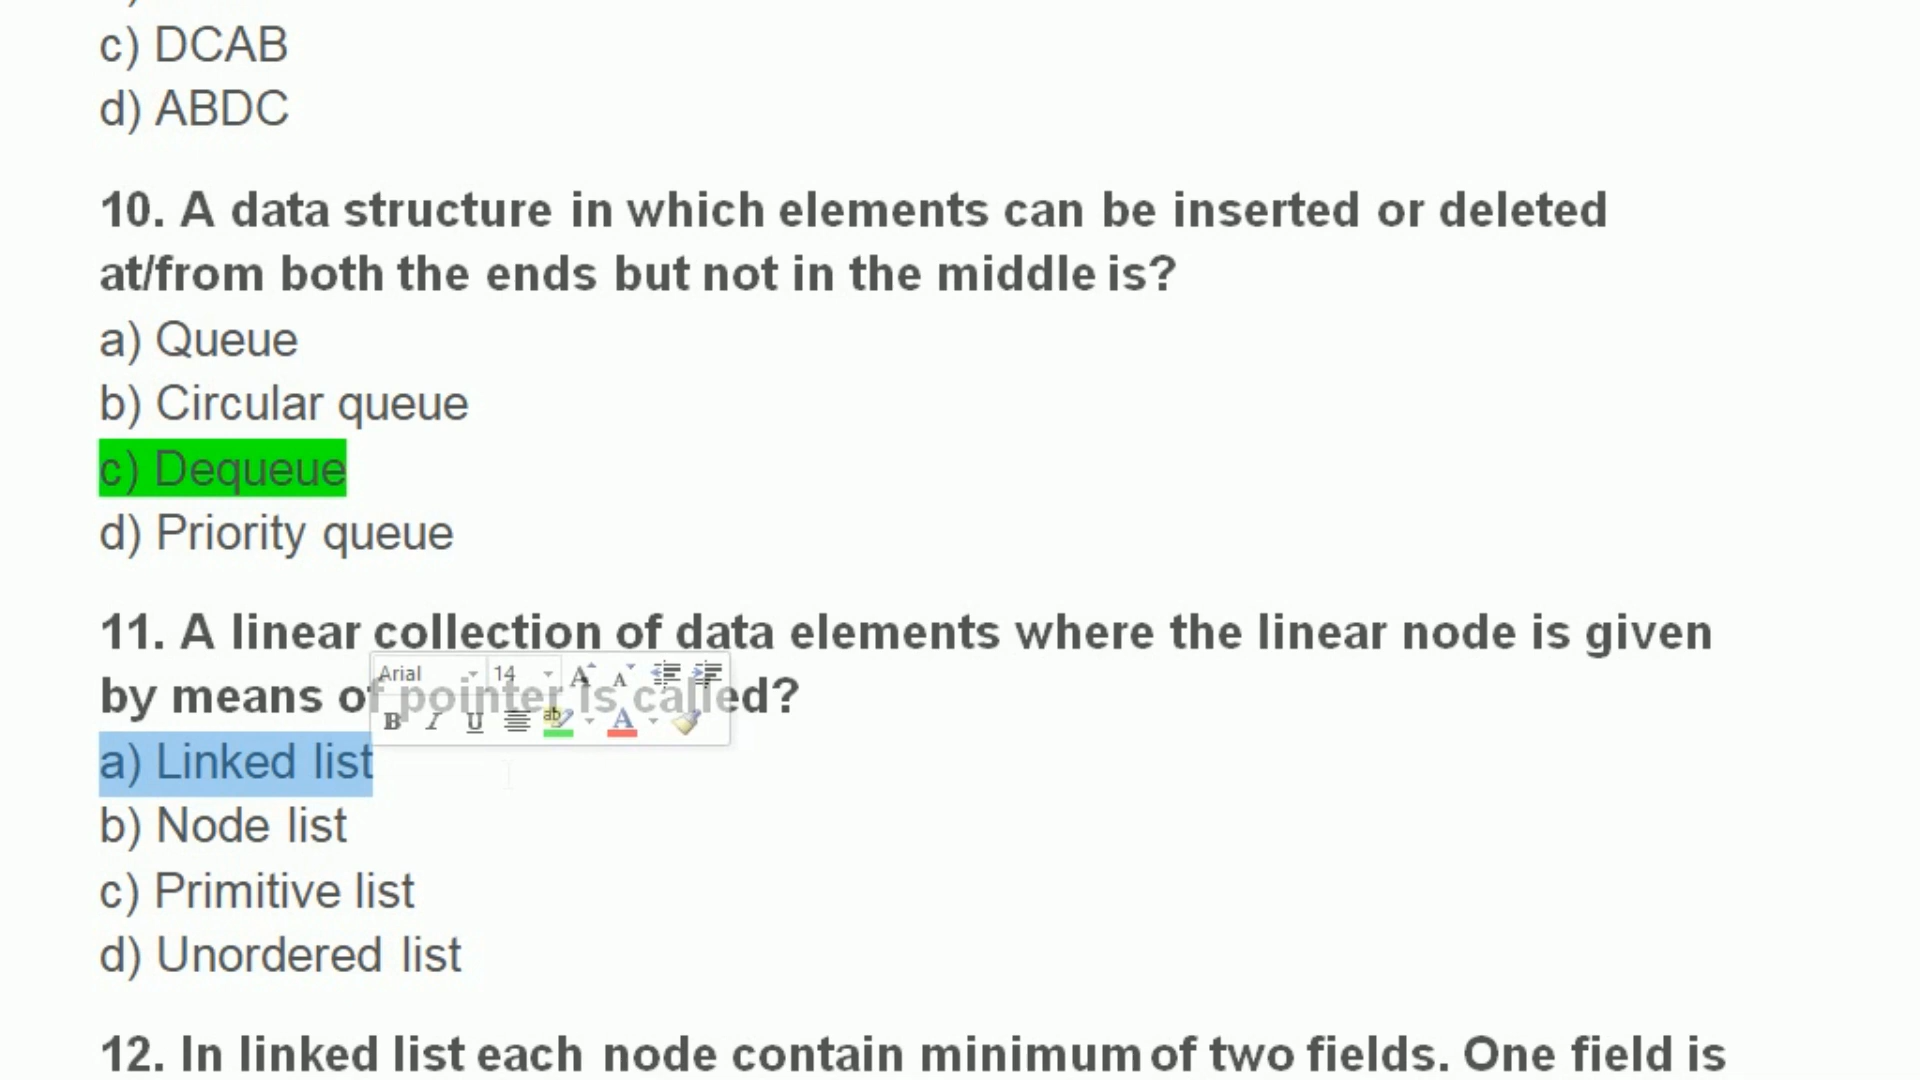 c) DCAB
d) ABDC
10. A data structure in which elements can be inserted or deleted
at/from both the ends but not in the middle is?
a) Queue
b) Circular queue
c) Dequeue
d) Priority queue
11. A linear collection of data elements where the linear node is given
by means of pointer is called?
Arial 14
B I U
a) Linked list
b) Node list
c) Primitive list
d) Unordered list
12. In linked list each node contain minimum of two fields. One field is